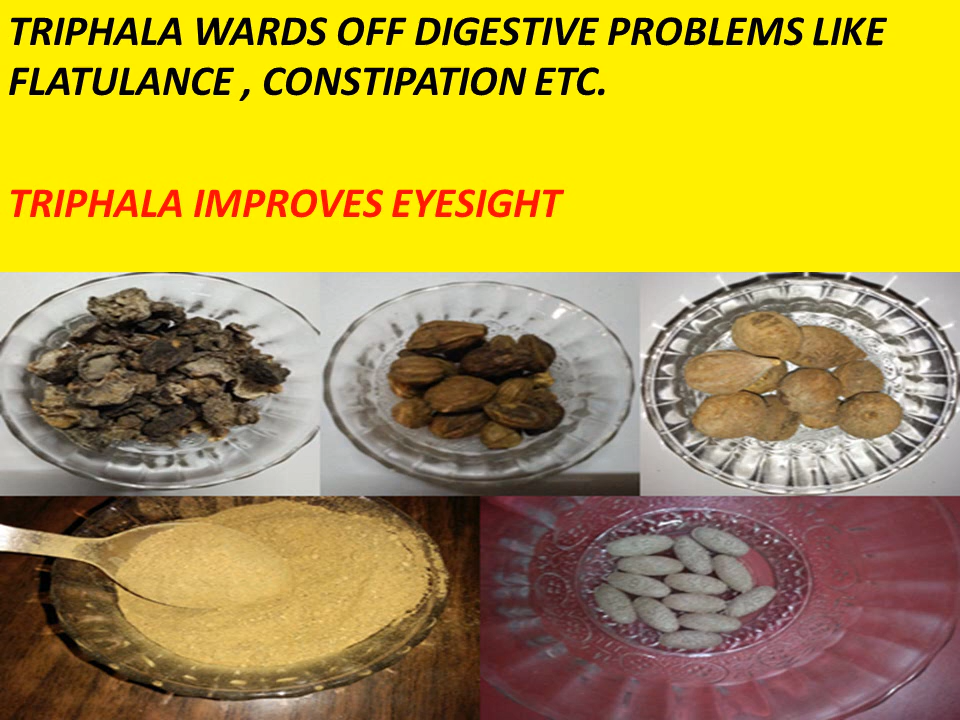 TRIPHALA WARDS OFF DIGESTIVE PROBLEMS LIKE
FLATULANCE , CONSTIPATION ETC.
TRIPHALA IMPROVES EYESIGHT